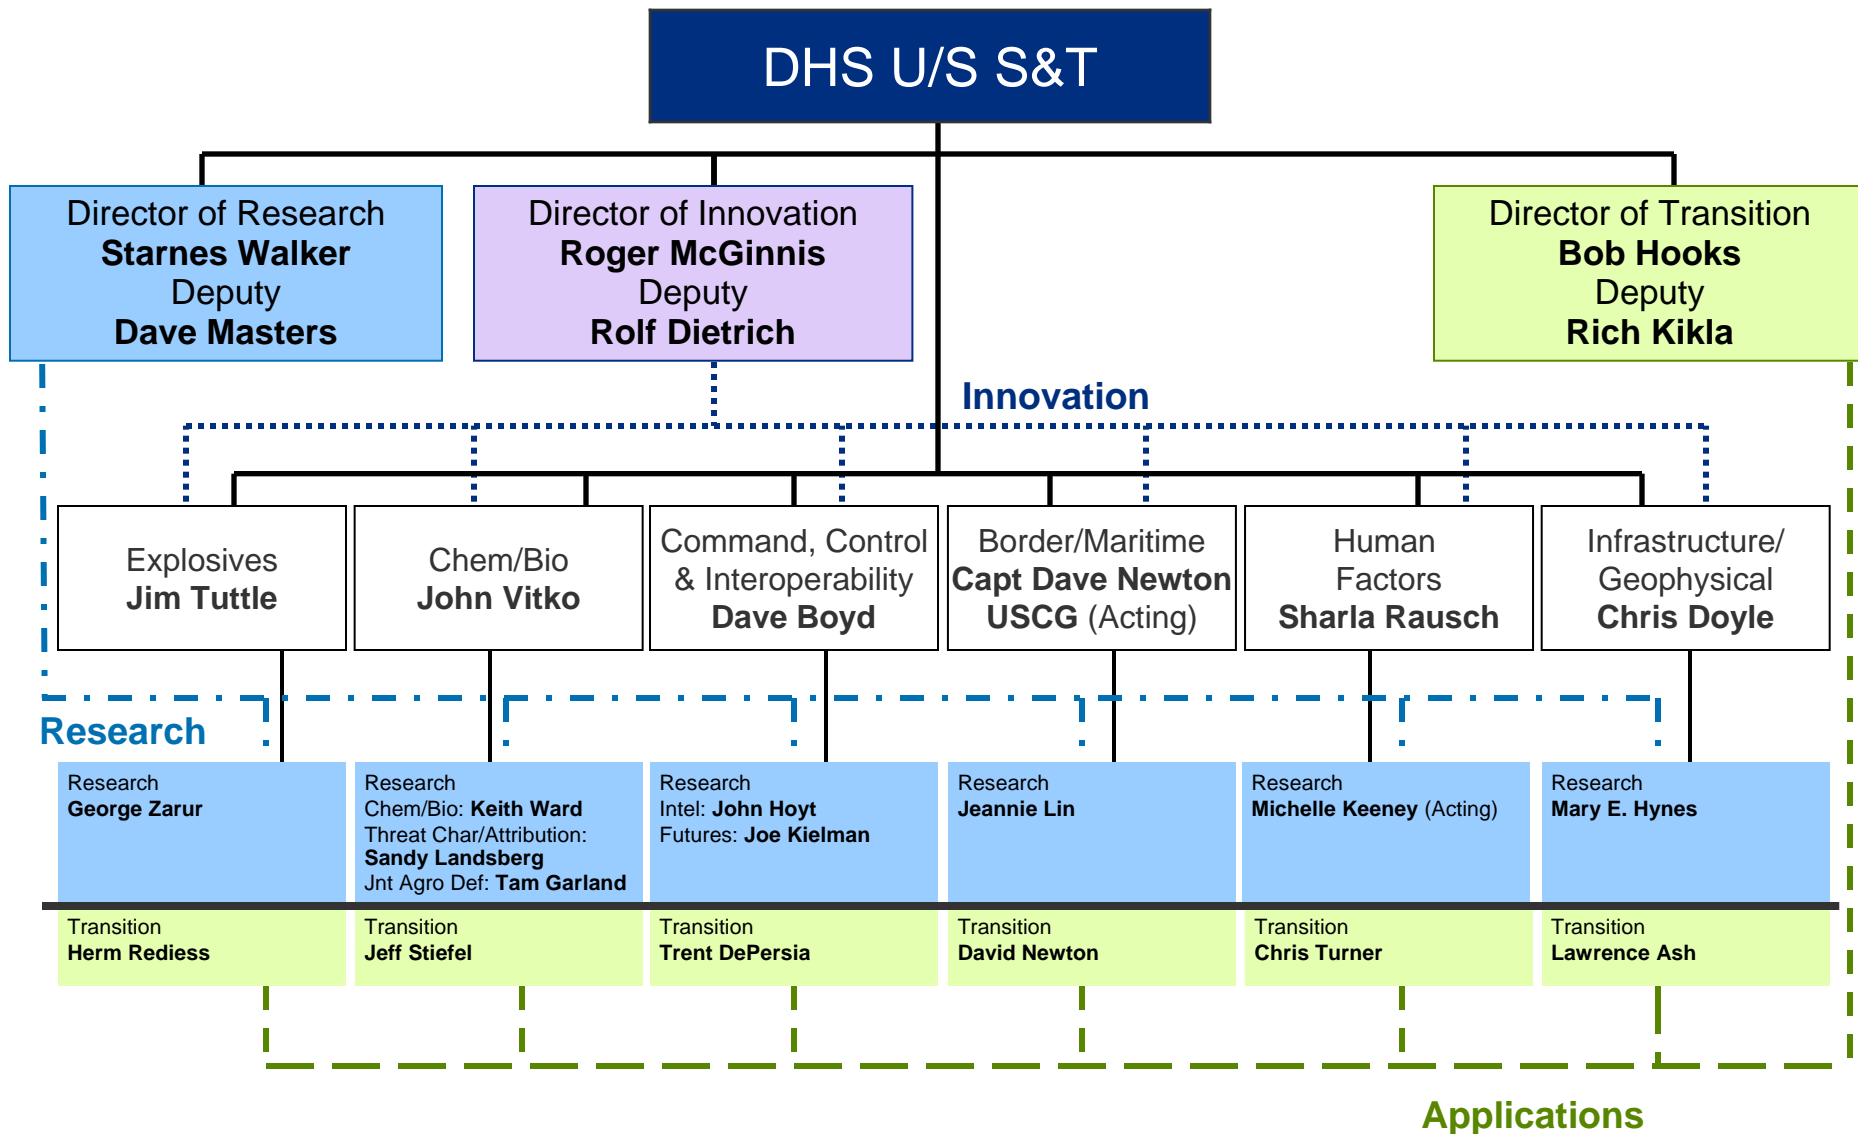 DHS U/S S&T
Director of Research
Starnes Walker
Deputy
Dave Masters
Director of Innovation
Roger McGinnis
Deputy
Rolf Dietrich
Director of Transition
Bob Hooks
Deputy
Rich Kikla
Innovation
Explosives
Jim Tuttle
Chem/Bio
John Vitko
Command, Control
& Interoperability
Dave Boyd
Border/Maritime
Capt Dave Newton
USCG (Acting)
Human
Factors
Sharla Rausch
Infrastructure/
Geophysical
Chris Doyle
Research
Research
George Zarur
Research
Chem/Bio: Keith Ward
Threat Char/Attribution:
Sandy Landsberg
Jnt Agro Def: Tam Garland
Research
Intel: John Hoyt
Futures: Joe Kielman
Research
Jeannie Lin
Research
Michelle Keeney (Acting)
Research
Mary E. Hynes
Transition
Herm Rediess
Transition
Jeff Stiefel
Transition
Trent DePersia
Transition
David Newton
Transition
Chris Turner
Transition
Lawrence Ash
Applications